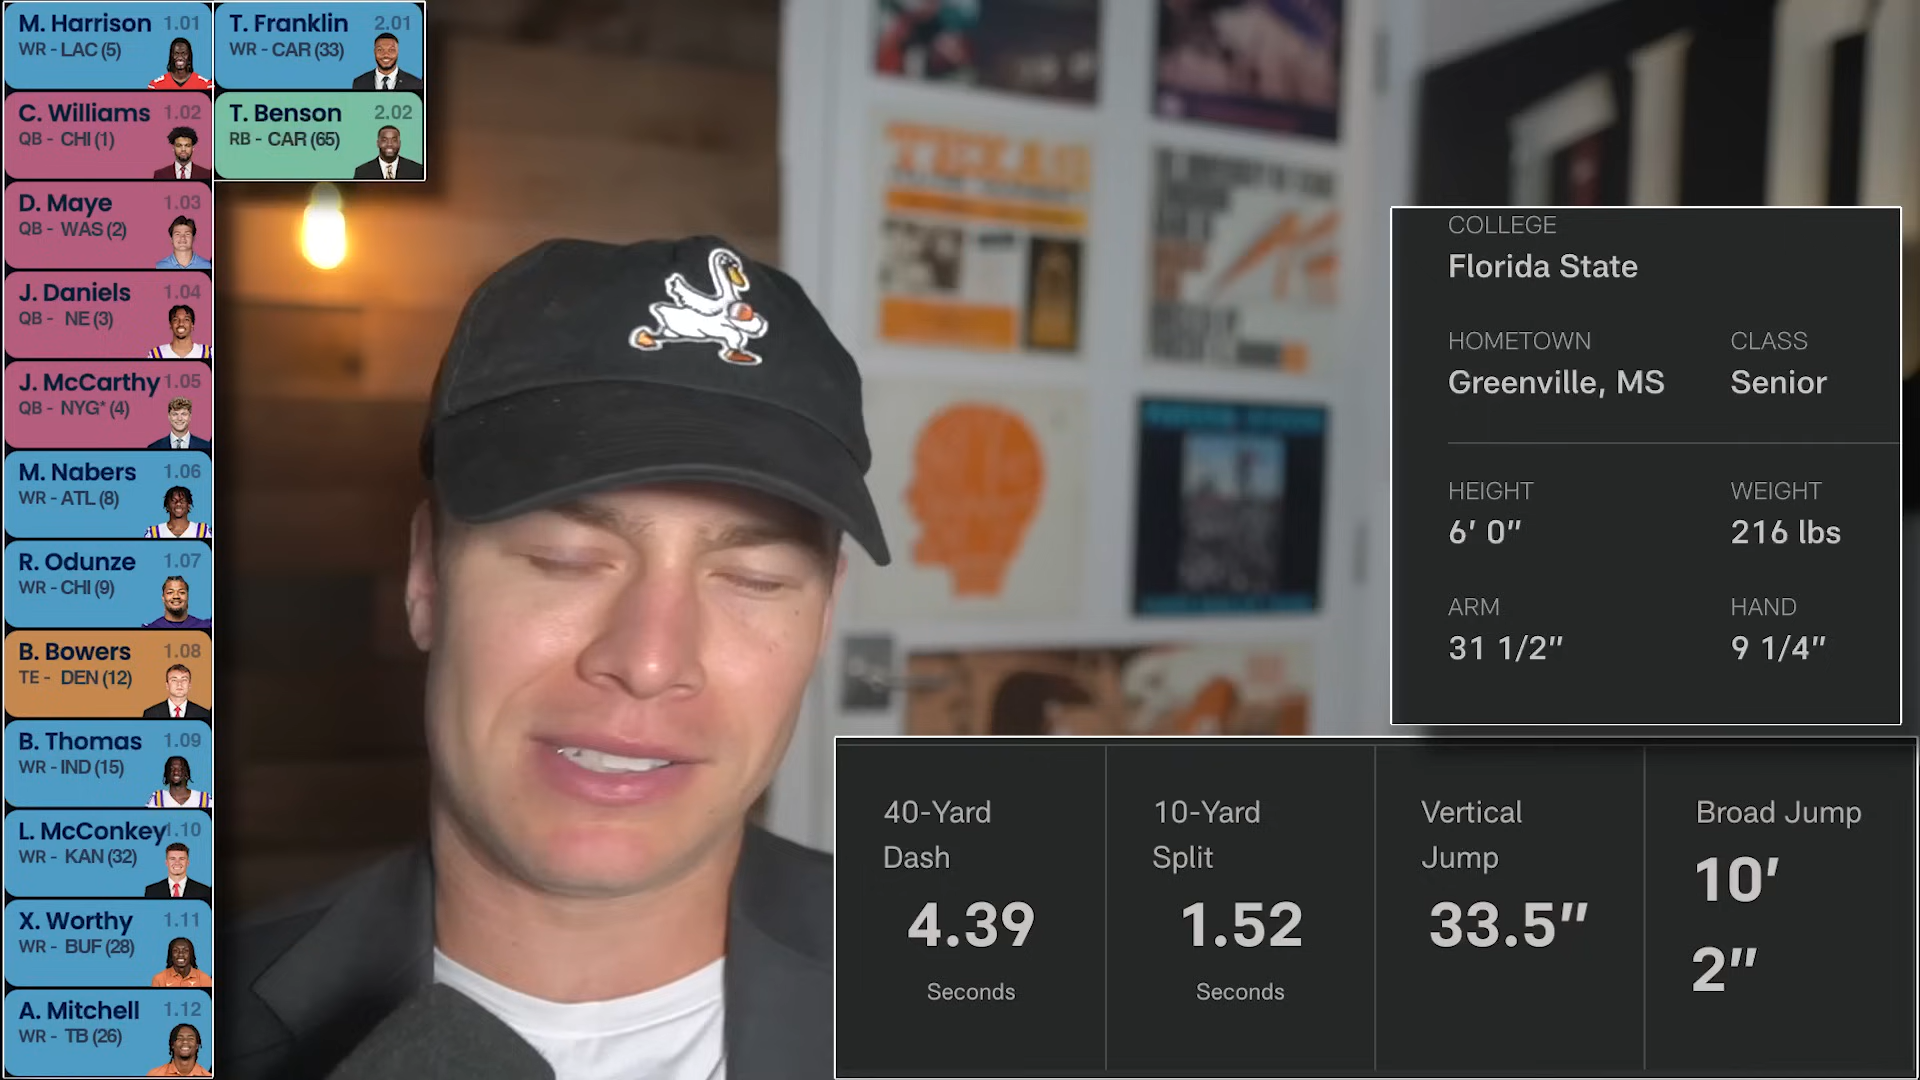 M. Harrison 1.01
WR - LAC (5)
C. Williams 1.02
QB - CHI (1)
D. Maye 1.03
QB - WAS (2)
J. Daniels 1.04
QB - NE (3)
J. McCarthy 1.05
QB - NYG* (4)
M. Nabers 1.06
WR - ATL (8)
R. Odunze 1.07
WR - CHI (9)
B. Bowers 1.08
TE - DEN (12)
B. Thomas 1.09
WR - IND (15)
L. McConkey 1.10
WR - KAN (32)
X. Worthy 1.11
WR - BUF (28)
A. Mitchell 1.12
WR - TB (26)
T. Franklin 2.01
WR - CAR (33)
T. Benson 2.02
RB - CAR (65)
TEXAS
COLLEGE
Florida State
HOMETOWN CLASS
Greenville, MS Senior
HEIGHT WEIGHT
6' 0" 216 lbs
ARM HAND
31 1/2" 9 1/4"
40-Yard
Dash
4.39
Seconds
10-Yard
Split
1.52
Seconds
Vertical
Jump
33.5"
Broad Jump
10'
2"